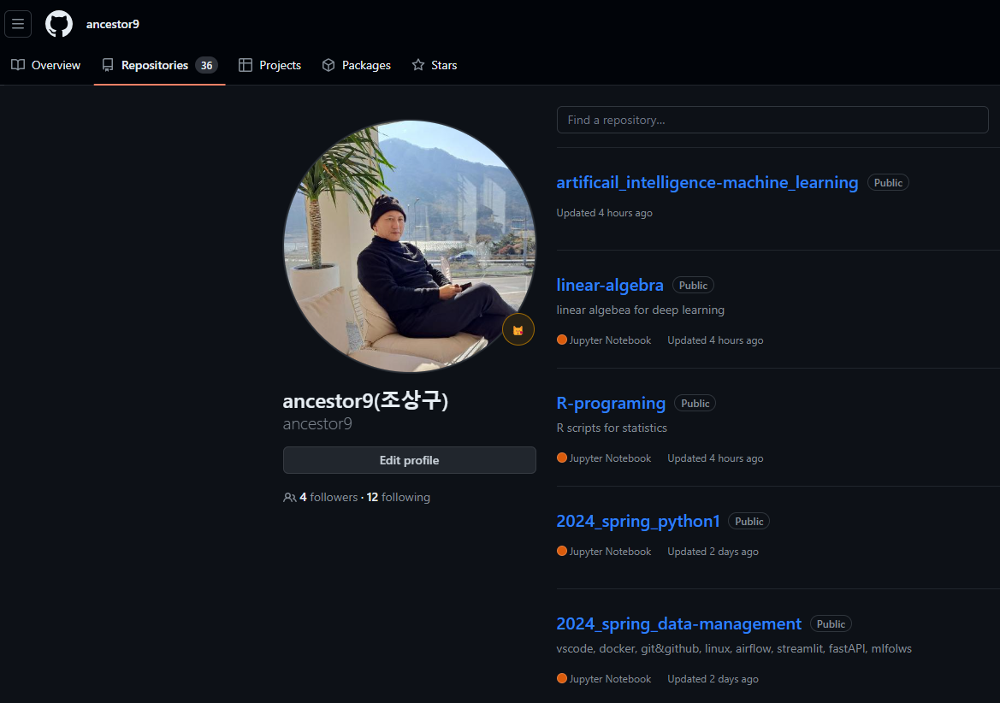 ancestor9
Overview Repositories 36 Projects Packages Stars
Find a repository...
artificail_intelligence-machine_learning Public
Updated 4 hours ago
linear-algebra Public
linear algebea for deep learning
Jupyter Notebook Updated 4 hours ago
ancestor9(조상구)
ancestor9
Edit profile
4 followers · 12 following
R-programing Public
R scripts for statistics
Jupyter Notebook Updated 4 hours ago
2024_spring_python1 Public
Jupyter Notebook Updated 2 days ago
2024_spring_data-management Public
vscode, docker, git&github, linux, airflow, streamlit, fastAPI, mlfolws
Jupyter Notebook Updated 2 days ago